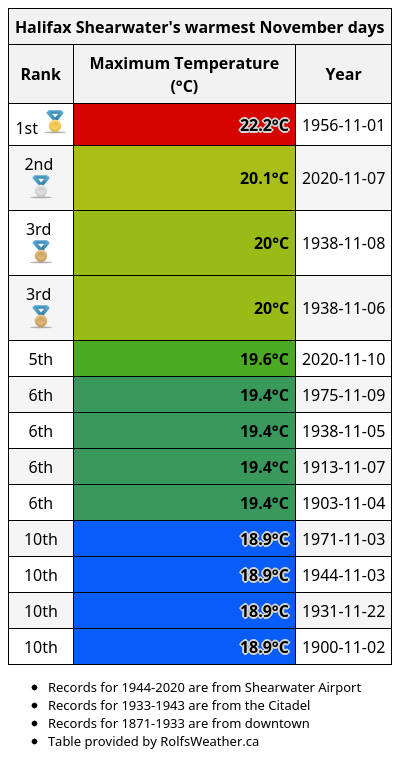 Halifax Shearwater's warmest November days
Rank Maximum Temperature (°C) Year
1st 22.2°C 1956-11-01
2nd 20.1°C 2020-11-07
3rd 20°C 1938-11-08
3rd 20°C 1938-11-06
5th 19.6°C 2020-11-10
6th 19.4°C 1975-11-09
6th 19.4°C 1938-11-05
6th 19.4°C 1913-11-07
6th 19.4°C 1903-11-04
10th 18.9°C 1971-11-03
10th 18.9°C 1944-11-03
10th 18.9°C 1931-11-22
10th 18.9°C 1900-11-02
• Records for 1944-2020 are from Shearwater Airport
• Records for 1933-1943 are from the Citadel
• Records for 1871-1933 are from downtown
• Table provided by RolfsWeather.ca